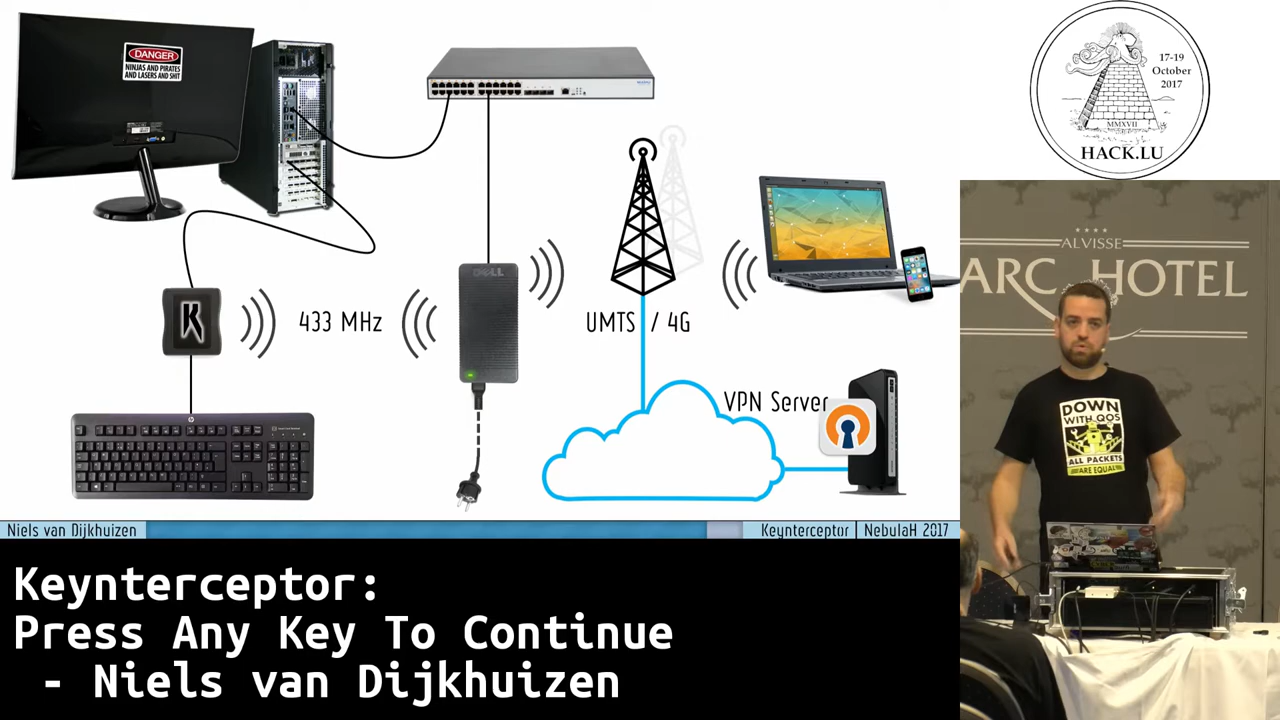 DANGER
NINJAS AND PIRATES
AND LASERS AND SHIT
DELL
K
433 MHz
UMTS / 4G
VPN Server
Niels van Dijkhuizen
Keynterceptor | NebulaH 2017
17-19
October
2017
MMXVII
HACK.LU
★★★★
ALVISSE
ARC HOTEL
DOWN
WITH QOS
ALL PACKETS
ARE EQUAL
Keynterceptor:
Press Any Key To Continue
- Niels van Dijkhuizen